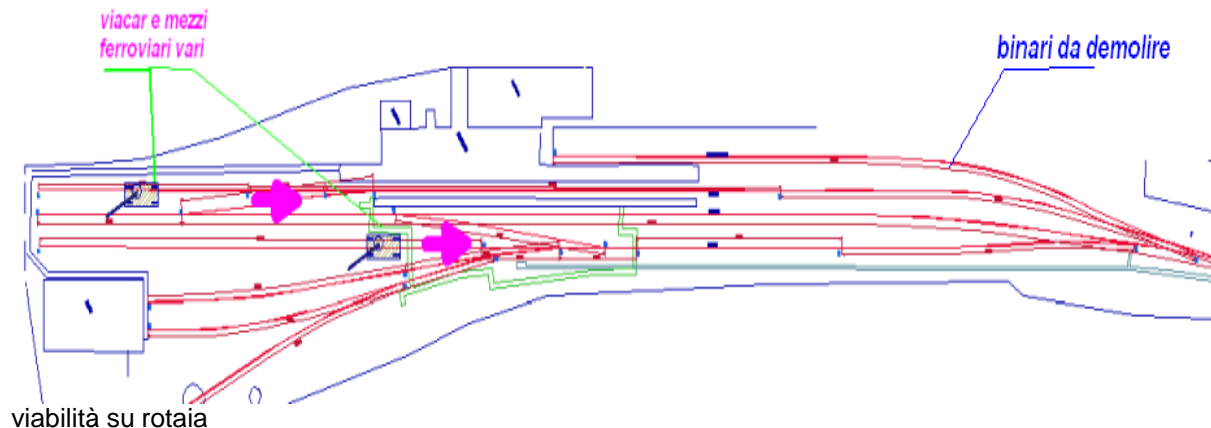 viacar e mezzi
ferroviari vari
binari da demolire
viabilità su rotaia